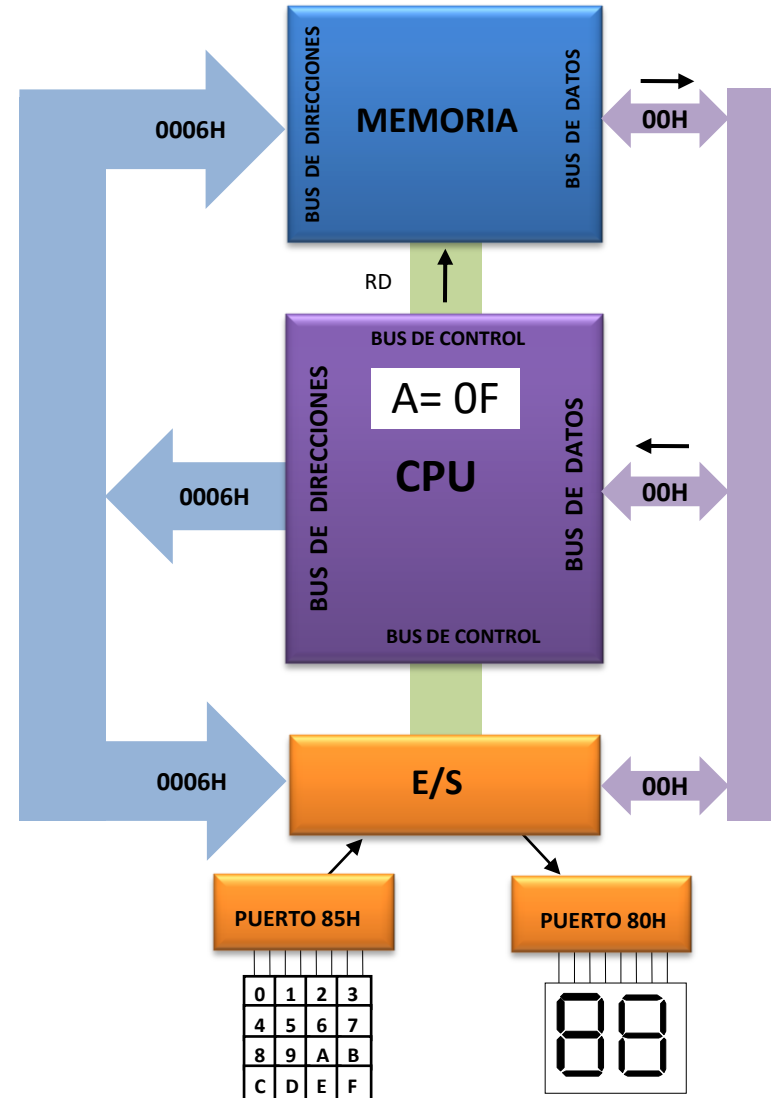 BUS DE DIRECCIONES
MEMORIA
BUS DE DATOS
0006H
00H
RD
BUS DE CONTROL
A= 0F
CPU
BUS DE DIRECCIONES
BUS DE DATOS
0006H
00H
BUS DE CONTROL
0006H
E/S
00H
PUERTO 85H
PUERTO 80H
0 1 2 3
4 5 6 7
8 9 A B
C D E F
88